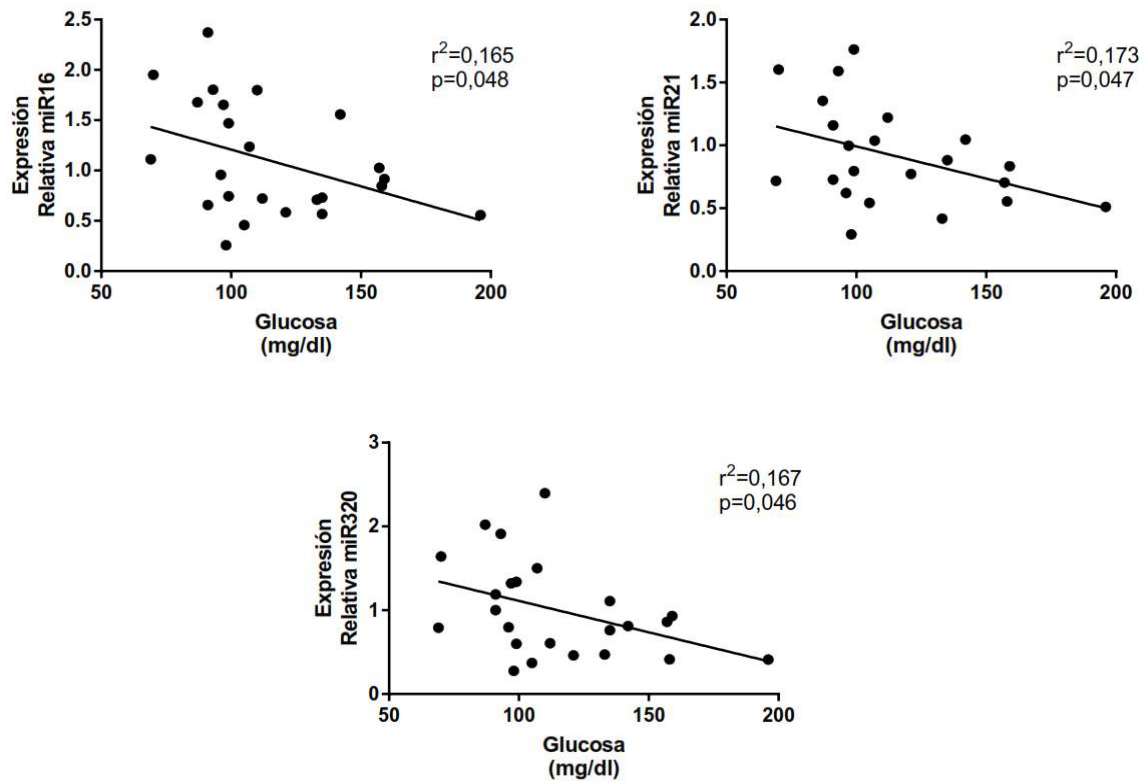 Expresión
Relativa miR16
2.5
2.0
1.5
1.0
0.5
0.0
50
100
150
200
Glucosa
(mg/dl)
r²=0,165
p=0,048
Expresión
Relativa miR21
2.0
1.5
1.0
0.5
0.0
50
100
150
200
Glucosa
(mg/dl)
r²=0,173
p=0,047
Expresión
Relativa miR320
3
2
1
0
50
100
150
200
Glucosa
(mg/dl)
r²=0,167
p=0,046